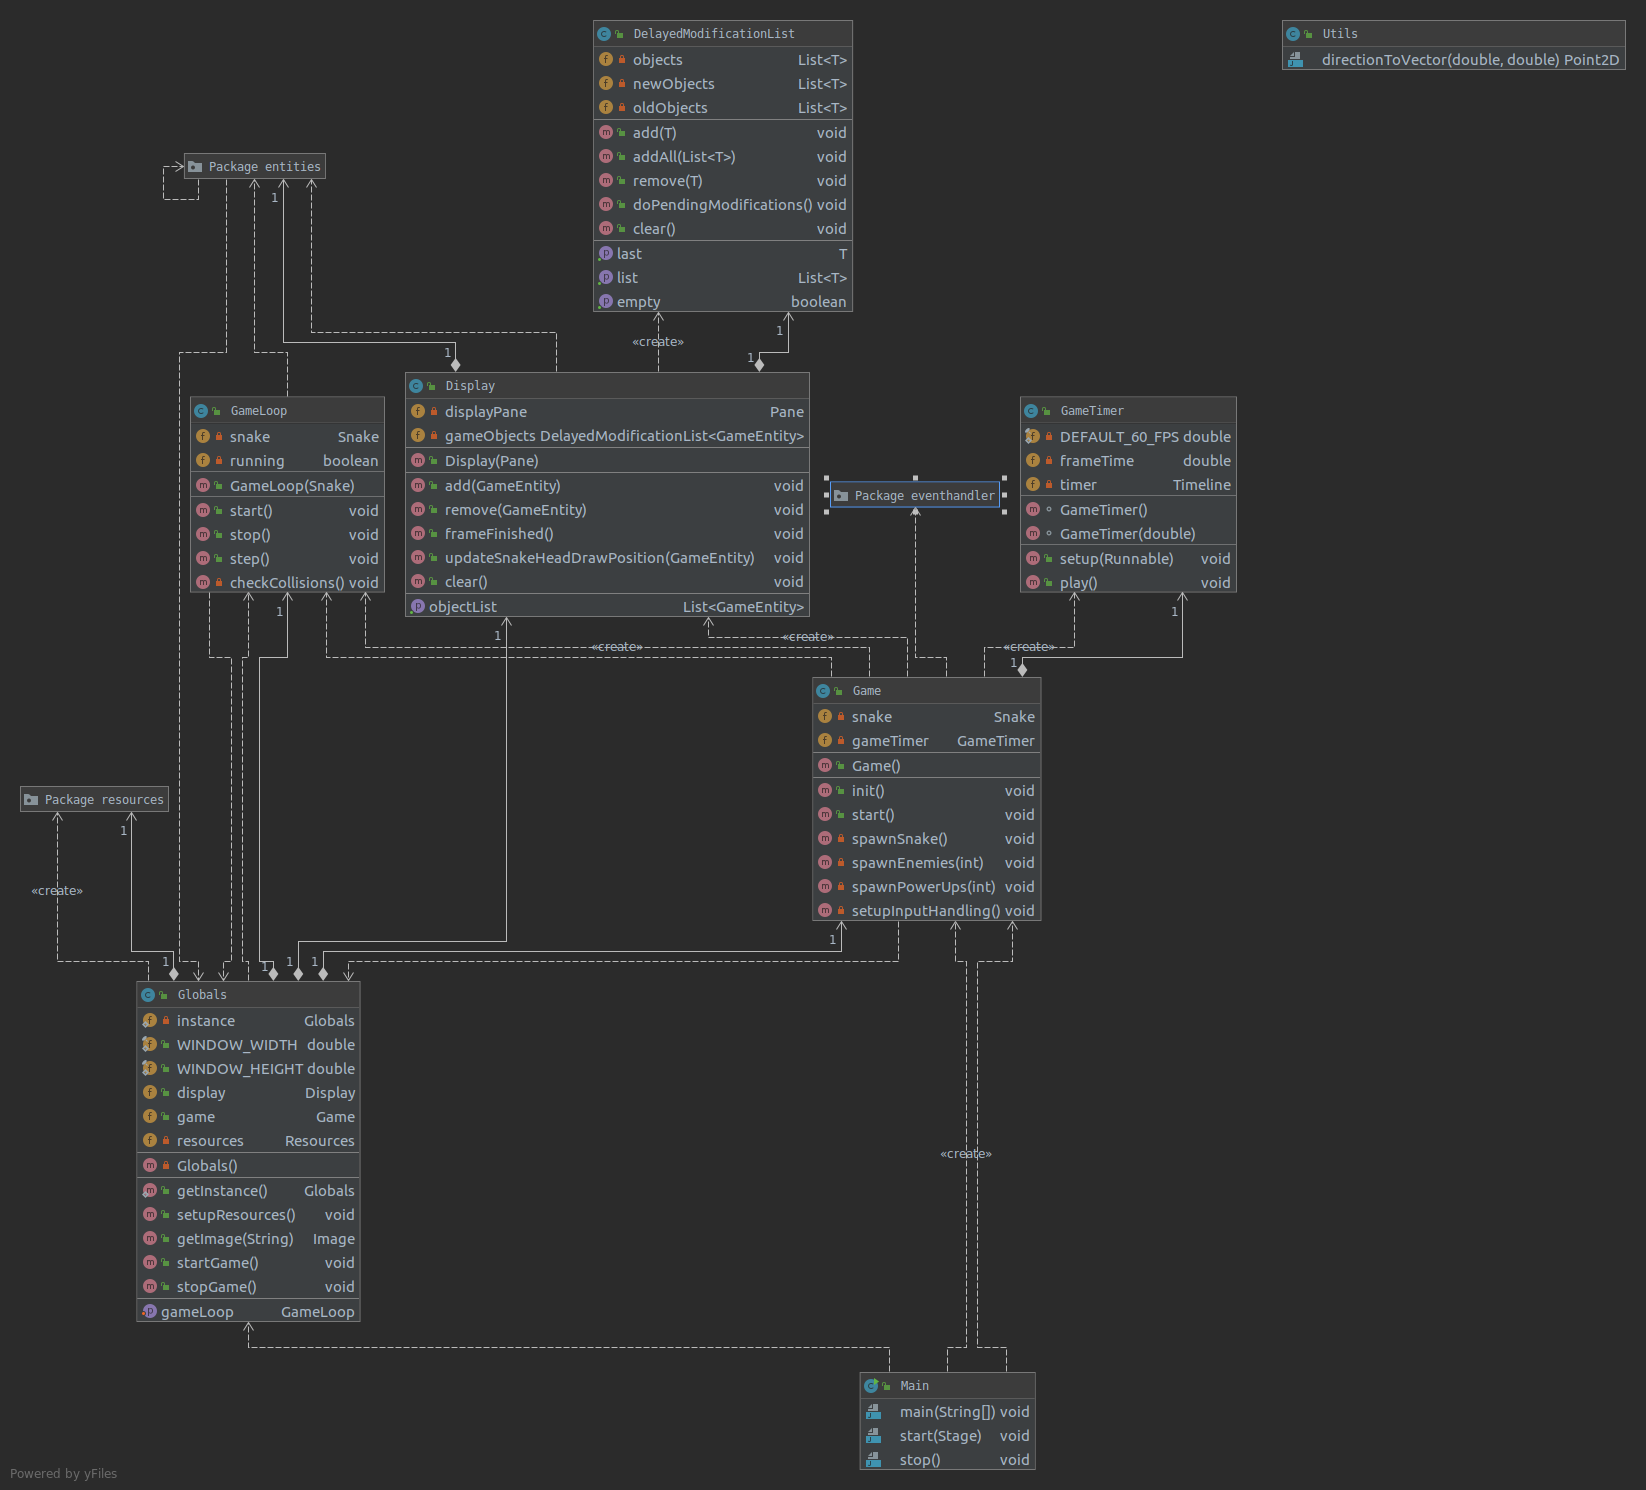 DelayedModificationList
objects List<T>
newObjects List<T>
oldObjects List<T>
add(T) void
addAll(List<T>) void
remove(T) void
doPendingModifications() void
clear() void
last T
list List<T>
empty boolean
Utils
directionToVector(double, double) Point2D
Package entities
1
1
1
1
«create»
GameLoop
snake Snake
running boolean
GameLoop(Snake)
start() void
stop() void
step() void
checkCollisions() void
Display
displayPane Pane
gameObjects DelayedModificationList<GameEntity>
Display(Pane)
add(GameEntity) void
remove(GameEntity) void
frameFinished() void
updateSnakeHeadDrawPosition(GameEntity) void
clear() void
objectList List<GameEntity>
Package eventhandler
GameTimer
DEFAULT_60_FPS double
frameTime double
timer Timeline
GameTimer()
GameTimer(double)
setup(Runnable) void
play() void
1
1
1
«create»
«create»
«create»
1
Game
snake Snake
gameTimer GameTimer
Game()
init() void
start() void
spawnSnake() void
spawnEnemies(int) void
spawnPowerUps(int) void
setupInputHandling() void
Package resources
1
«create»
1
1
1
1
1
Globals
instance Globals
WINDOW_WIDTH double
WINDOW_HEIGHT double
display Display
game Game
resources Resources
Globals()
getInstance() Globals
setupResources() void
getImage(String) Image
startGame() void
stopGame() void
gameLoop GameLoop
«create»
Main
main(String[]) void
start(Stage) void
stop() void
Powered by yFiles